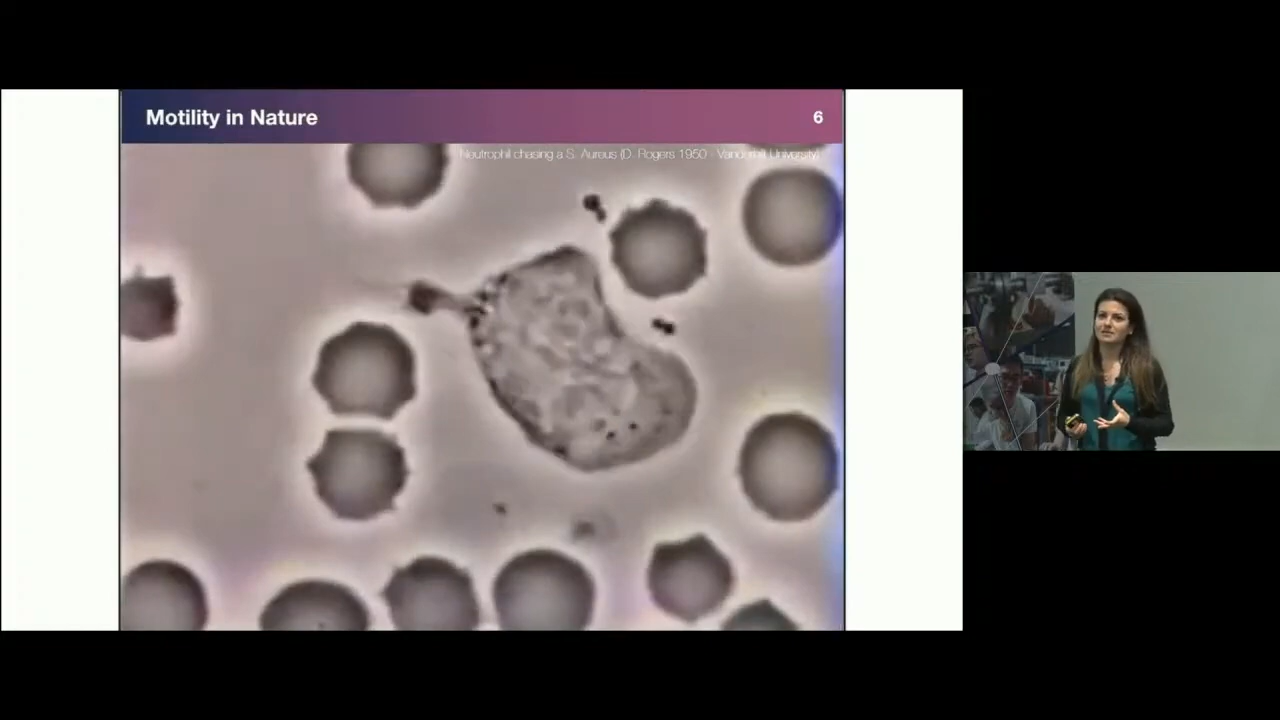 Motility in Nature
6
Neutrophil chasing a S. Aureus (D. Rogers 1950 - Vanderbilt University)